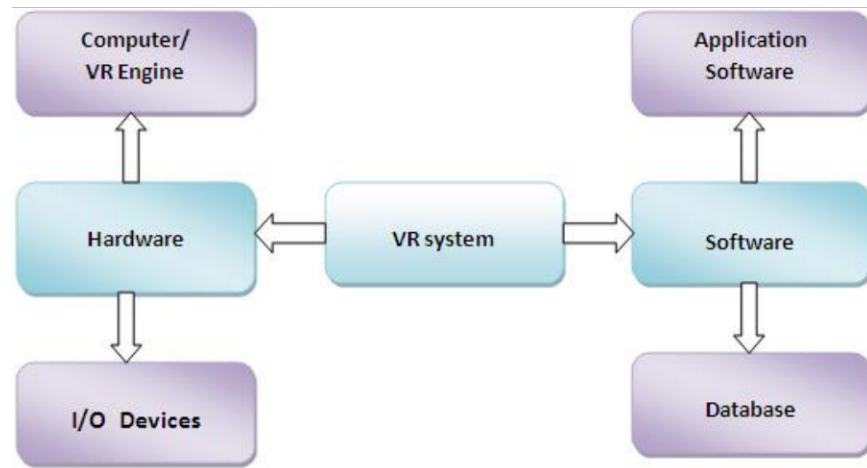 Computer/
VR Engine
Application
Software
Hardware
VR system
Software
I/O Devices
Database